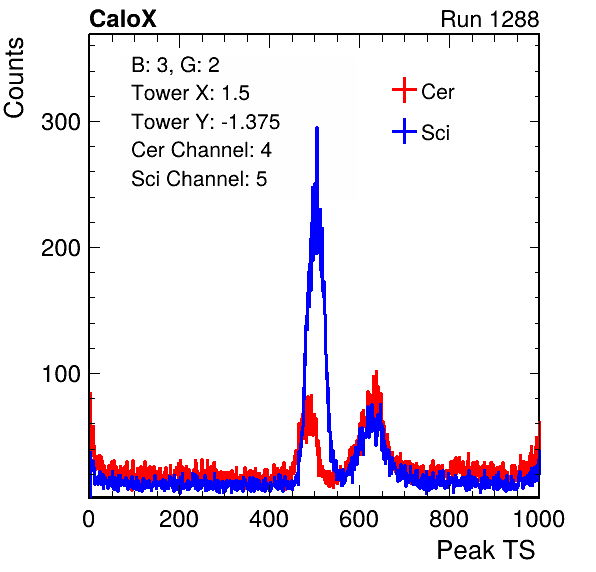 CaloX Run 1288
Counts
B: 3, G: 2
Tower X: 1.5
Tower Y: -1.375
Cer Channel: 4
Sci Channel: 5
Cer
Sci
300
200
100
0 200 400 600 800 1000
Peak TS